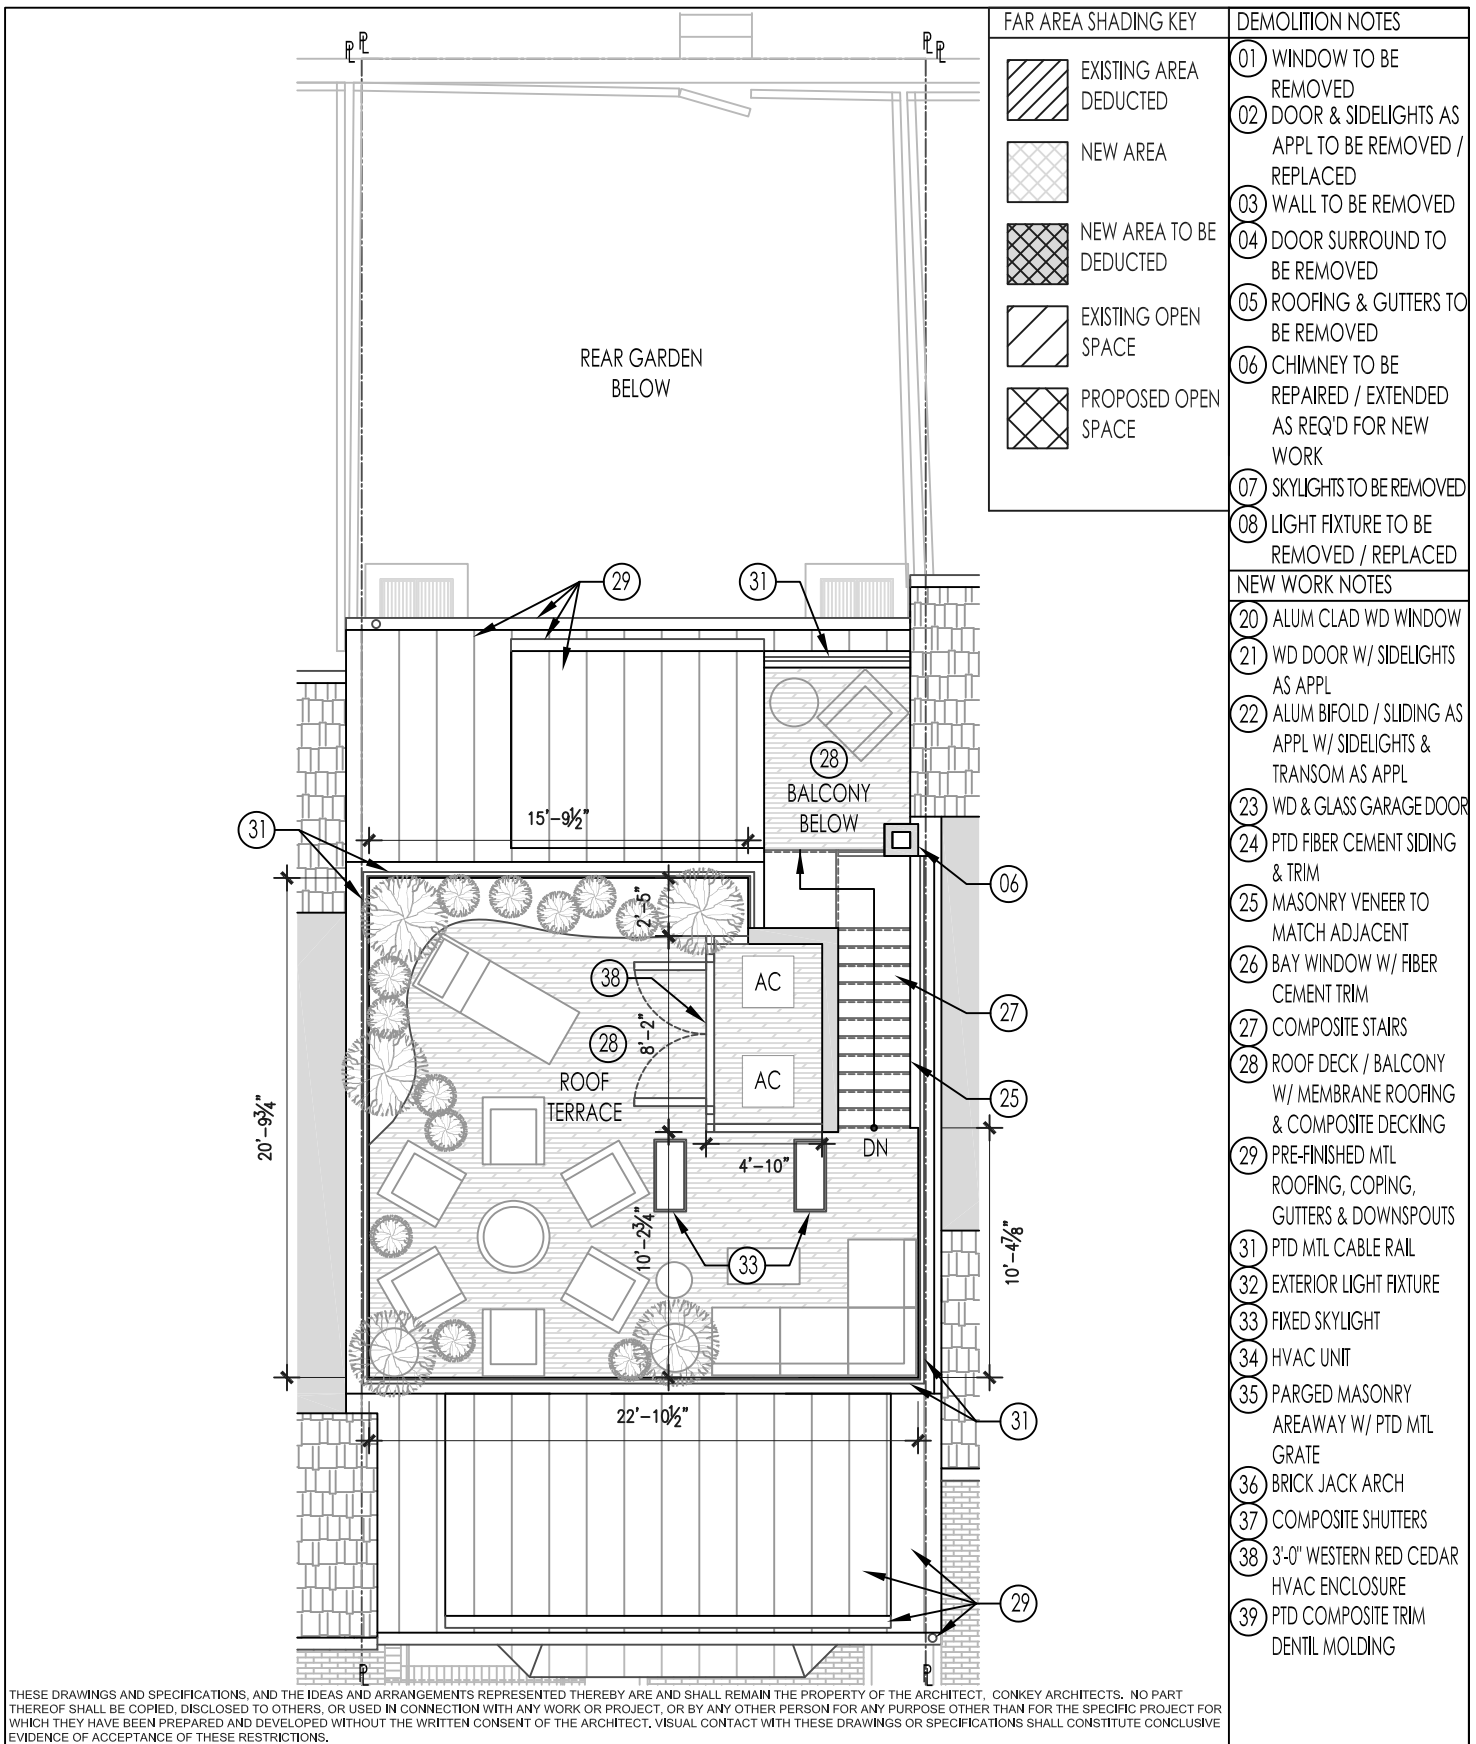 FAR AREA SHADING KEY
EXISTING AREA
DEDUCTED
NEW AREA
NEW AREA TO BE
DEDUCTED
EXISTING OPEN
SPACE
PROPOSED OPEN
SPACE
DEMOLITION NOTES
01 WINDOW TO BE
REMOVED
02 DOOR & SIDELIGHTS AS
APPL TO BE REMOVED /
REPLACED
03 WALL TO BE REMOVED
04 DOOR SURROUND TO
BE REMOVED
05 ROOFING & GUTTERS TO
BE REMOVED
06 CHIMNEY TO BE
REPAIRED / EXTENDED
AS REQ'D FOR NEW
WORK
07 SKYLIGHTS TO BE REMOVED
08 LIGHT FIXTURE TO BE
REMOVED / REPLACED
NEW WORK NOTES
20 ALUM CLAD WD WINDOW
21 WD DOOR W/ SIDELIGHTS
AS APPL
22 ALUM BIFOLD / SLIDING AS
APPL W/ SIDELIGHTS &
TRANSOM AS APPL
23 WD & GLASS GARAGE DOOR
24 PTD FIBER CEMENT SIDING
& TRIM
25 MASONRY VENEER TO
MATCH ADJACENT
26 BAY WINDOW W/ FIBER
CEMENT TRIM
27 COMPOSITE STAIRS
28 ROOF DECK / BALCONY
W/ MEMBRANE ROOFING
& COMPOSITE DECKING
29 PRE-FINISHED MTL
ROOFING, COPING,
GUTTERS & DOWNSPOUTS
31 PTD MTL CABLE RAIL
32 EXTERIOR LIGHT FIXTURE
33 FIXED SKYLIGHT
34 HVAC UNIT
35 PARGED MASONRY
AREAWAY W/ PTD MTL
GRATE
36 BRICK JACK ARCH
37 COMPOSITE SHUTTERS
38 3'-0" WESTERN RED CEDAR
HVAC ENCLOSURE
39 PTD COMPOSITE TRIM
DENTIL MOLDING
PL PL
PL PL
REAR GARDEN
BELOW
29
31
28
BALCONY
BELOW
15'-9½"
31
06
2'-5"
38
AC
27
28
8'-2"
ROOF
TERRACE
AC
25
20'-9¾"
DN
4'-10"
10'-2¾"
33
10'-4⅞"
31
22'-10½"
29
PL
PL
THESE DRAWINGS AND SPECIFICATIONS, AND THE IDEAS AND ARRANGEMENTS REPRESENTED THEREBY ARE AND SHALL REMAIN THE PROPERTY OF THE ARCHITECT, CONKEY ARCHITECTS. NO PART
THEREOF SHALL BE COPIED, DISCLOSED TO OTHERS, OR USED IN CONNECTION WITH ANY WORK OR PROJECT, OR BY ANY OTHER PERSON FOR ANY PURPOSE OTHER THAN FOR THE SPECIFIC PROJECT FOR
WHICH THEY HAVE BEEN PREPARED AND DEVELOPED WITHOUT THE WRITTEN CONSENT OF THE ARCHITECT. VISUAL CONTACT WITH THESE DRAWINGS OR SPECIFICATIONS SHALL CONSTITUTE CONCLUSIVE
EVIDENCE OF ACCEPTANCE OF THESE RESTRICTIONS.